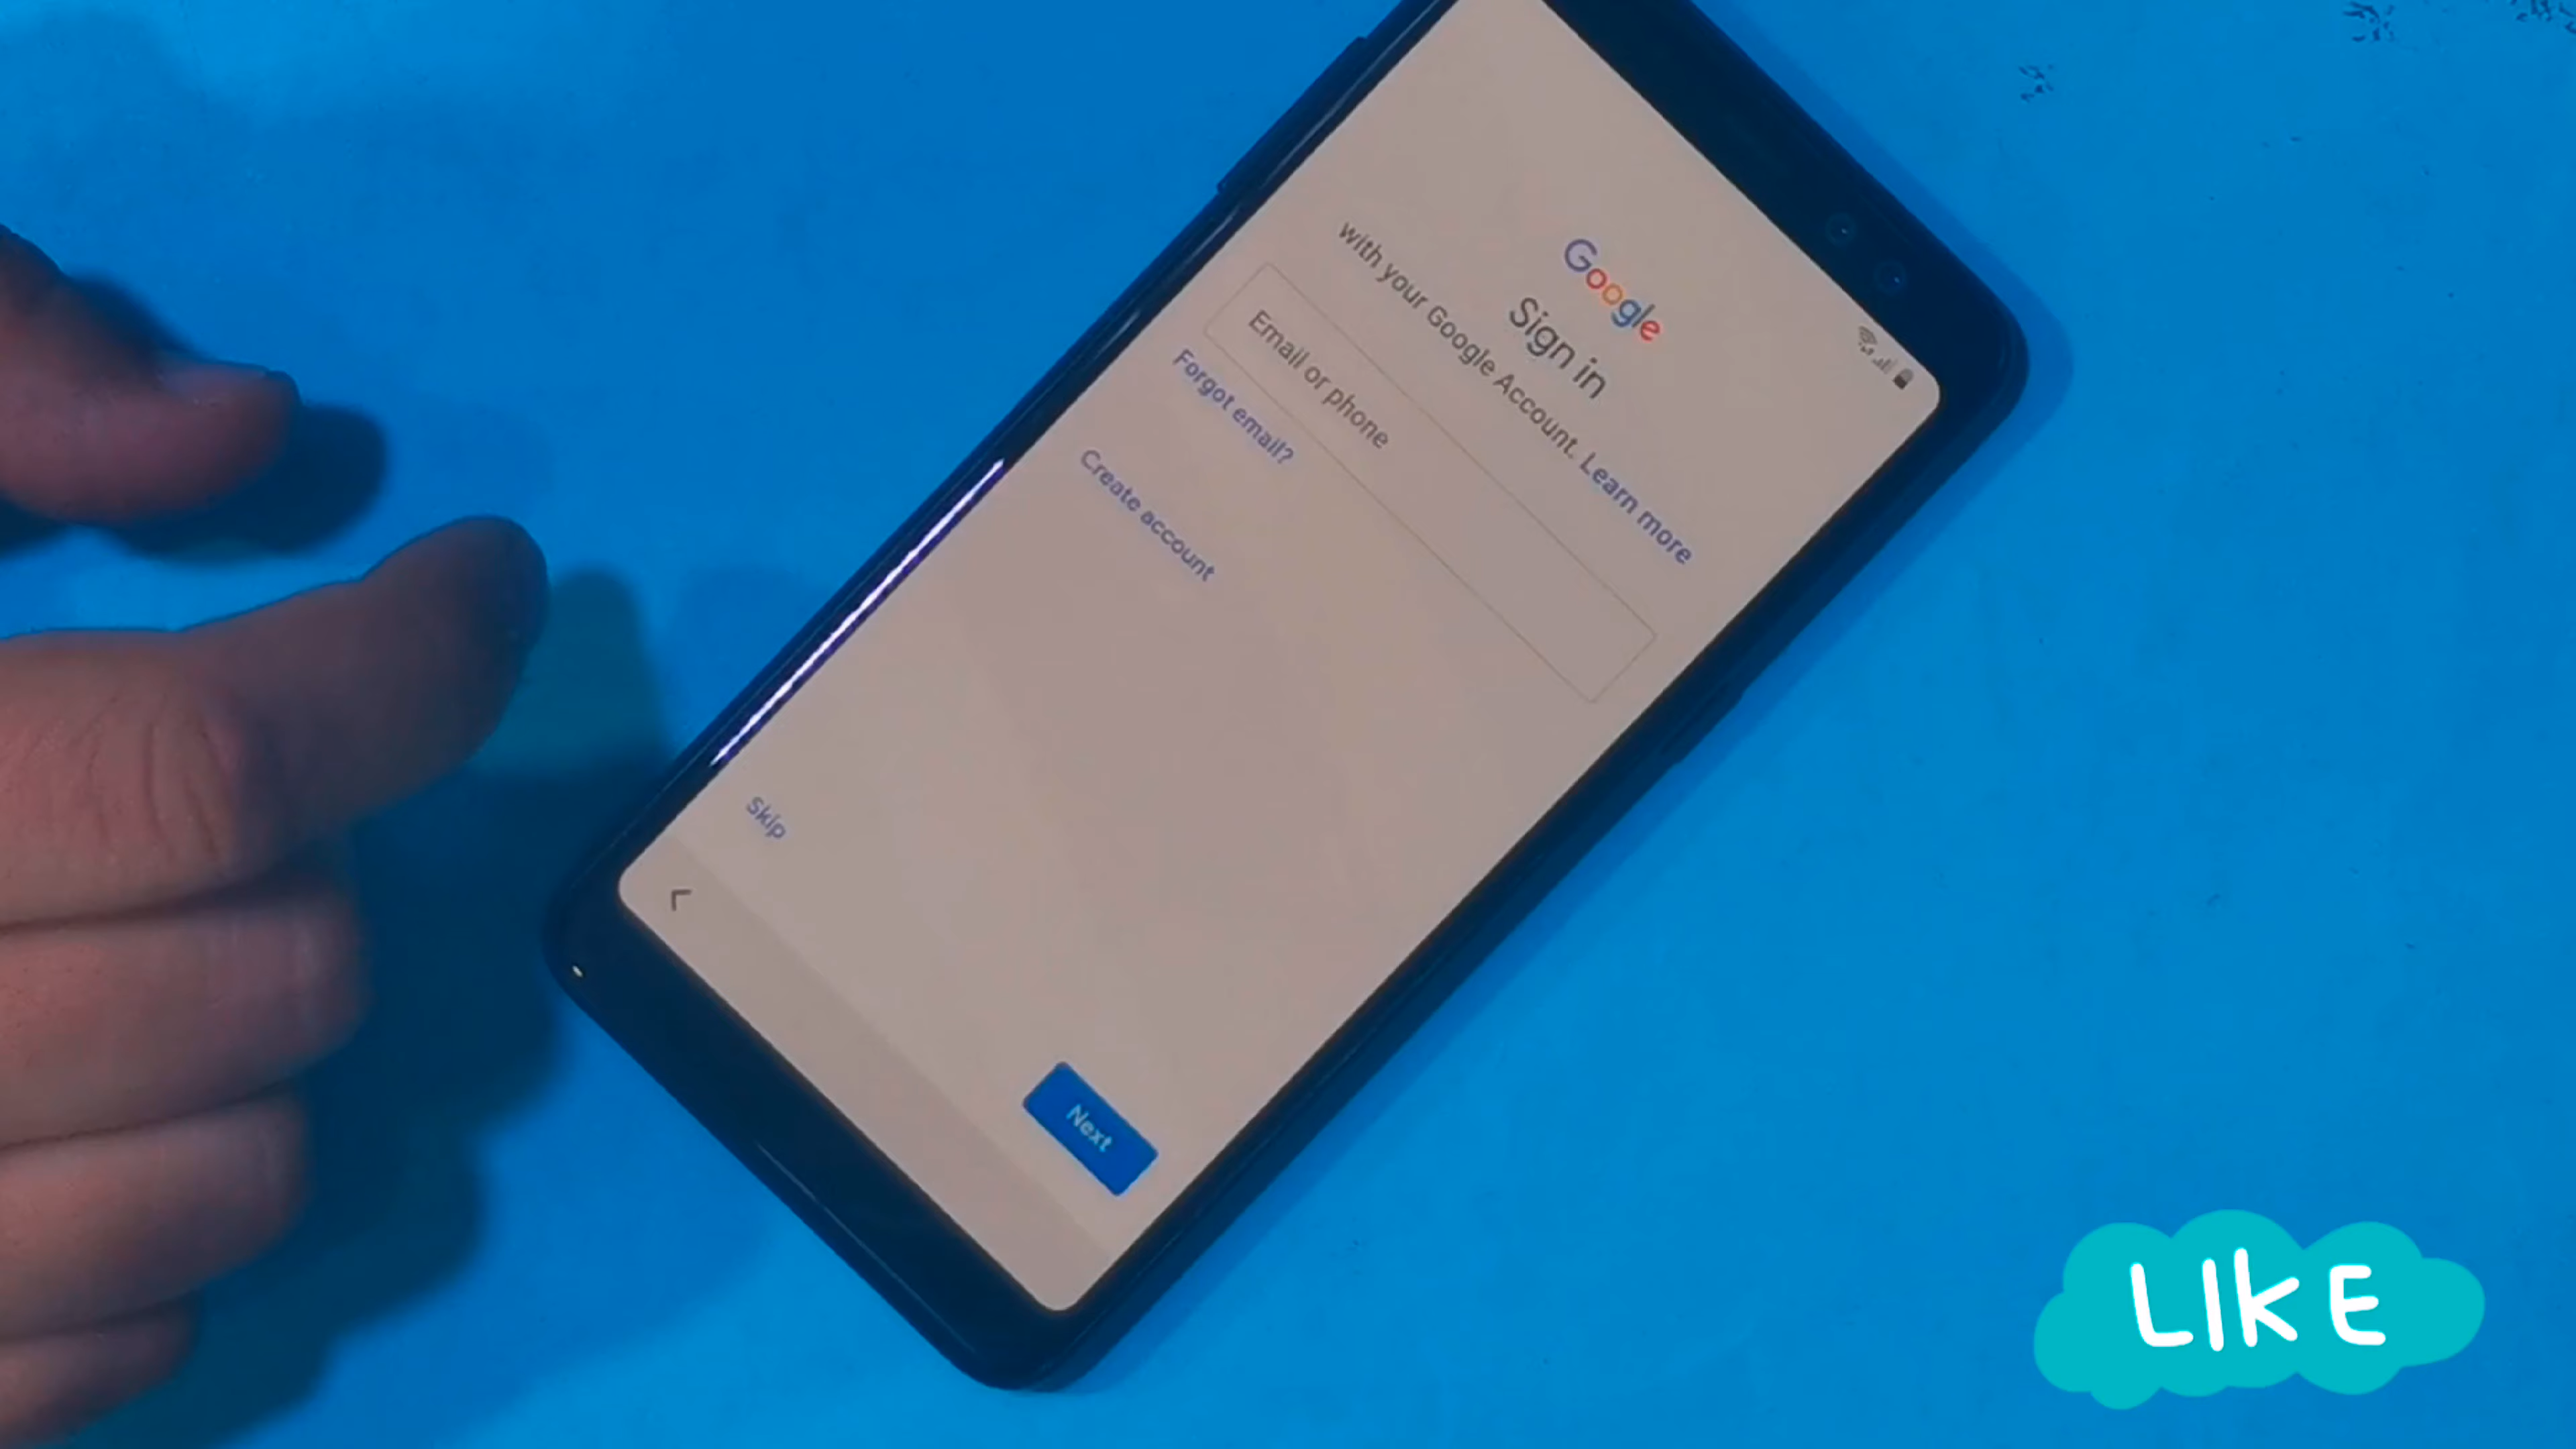 Google
Sign in
with your Google Account. Learn more
Email or phone
Forgot email?
Create account
Skip
Next
LIKE